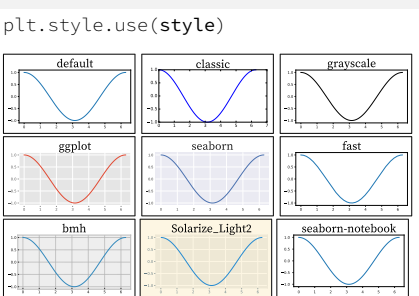 plt.style.use(style)
default classic grayscale
ggplot seaborn fast
bmh Solarize_Light2 seaborn-notebook